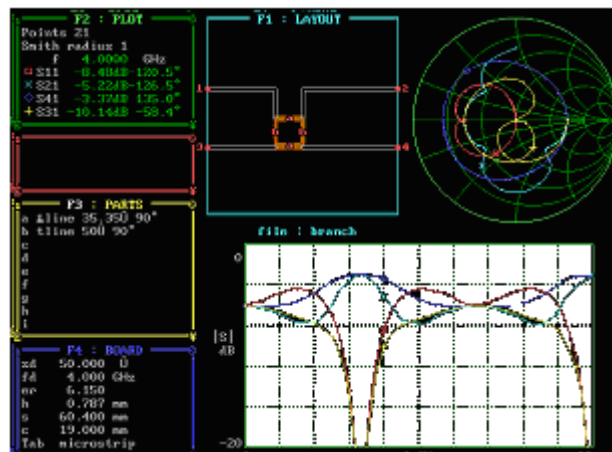 F2 : PLOT
Points 21
Smith radius 1
f 4.0000 GHz
S11 -8.48dB-120.5°
S21 -5.22dB-126.5°
S41 -3.37dB 135.0°
S31 -10.14dB -58.4°
F3 : PARTS
a tline 35.35Ω 90°
b tline 50Ω 90°
c
d
e
f
g
h
i
F4 : BOARD
zd 50.000 Ω
fd 4.000 GHz
er 6.150
h 0.787 mm
s 60.400 mm
c 19.000 mm
Tab microstrip
F1 : LAYOUT
1
2
3
4
file : branch
0
|S|
dB
-20